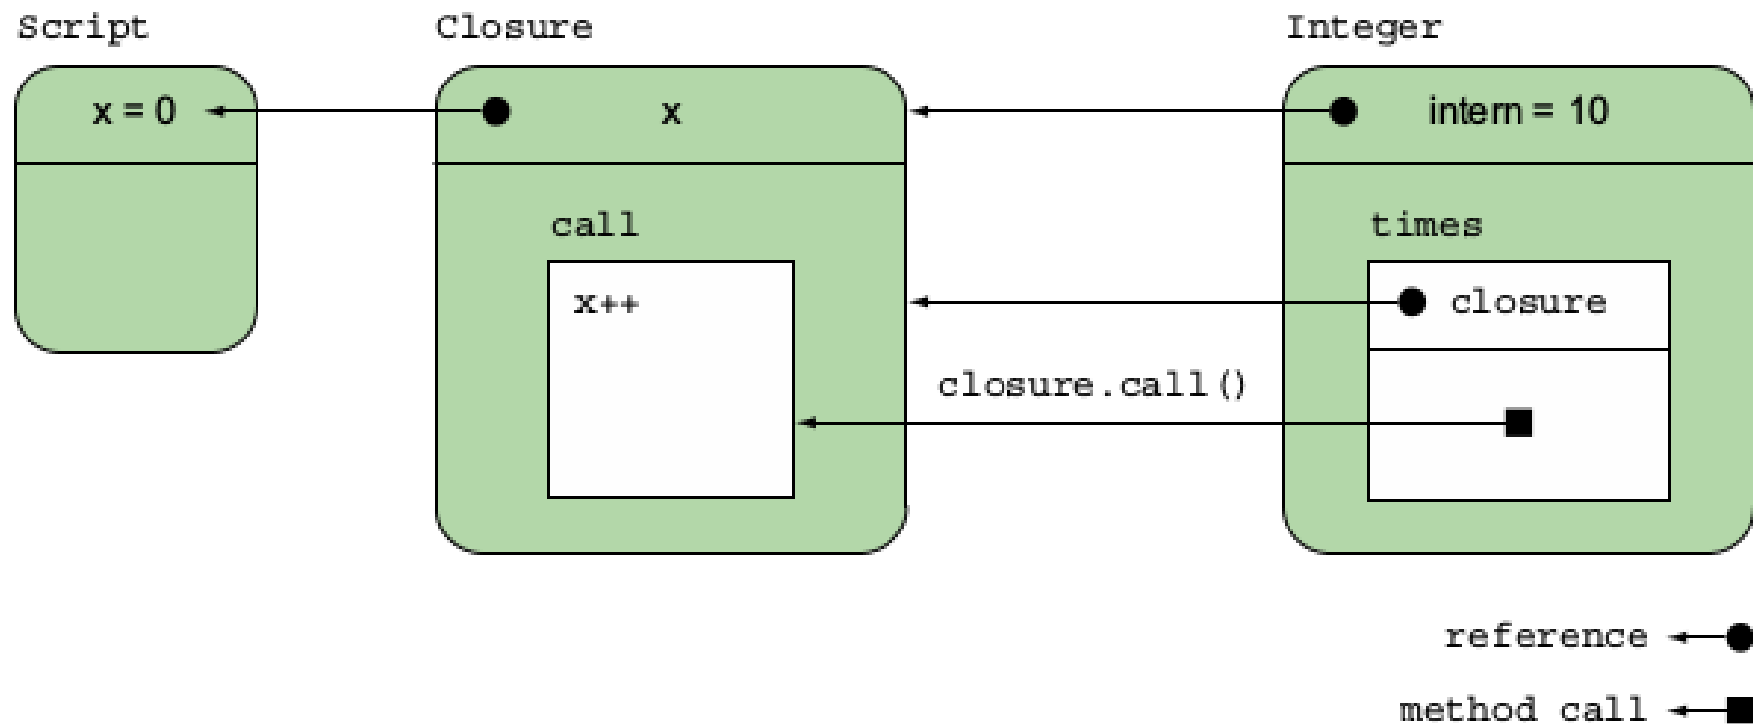 Script
Closure
Integer
x = 0
x
intern = 10
call
times
x++
closure
closure.call()
reference
method call